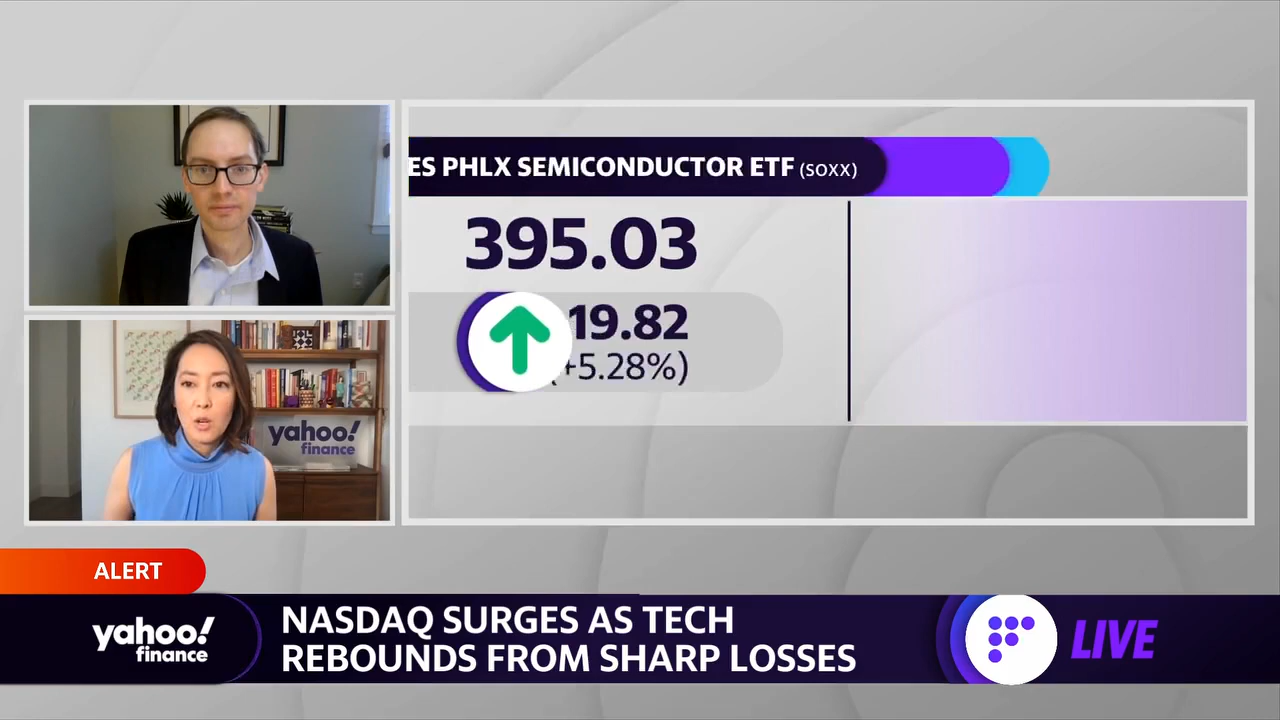 ES PHLX SEMICONDUCTOR ETF (SOXX)
395.03
19.82
(+5.28%)
yahoo!
finance
ALERT
yahoo!
finance
NASDAQ SURGES AS TECH
REBOUNDS FROM SHARP LOSSES
LIVE